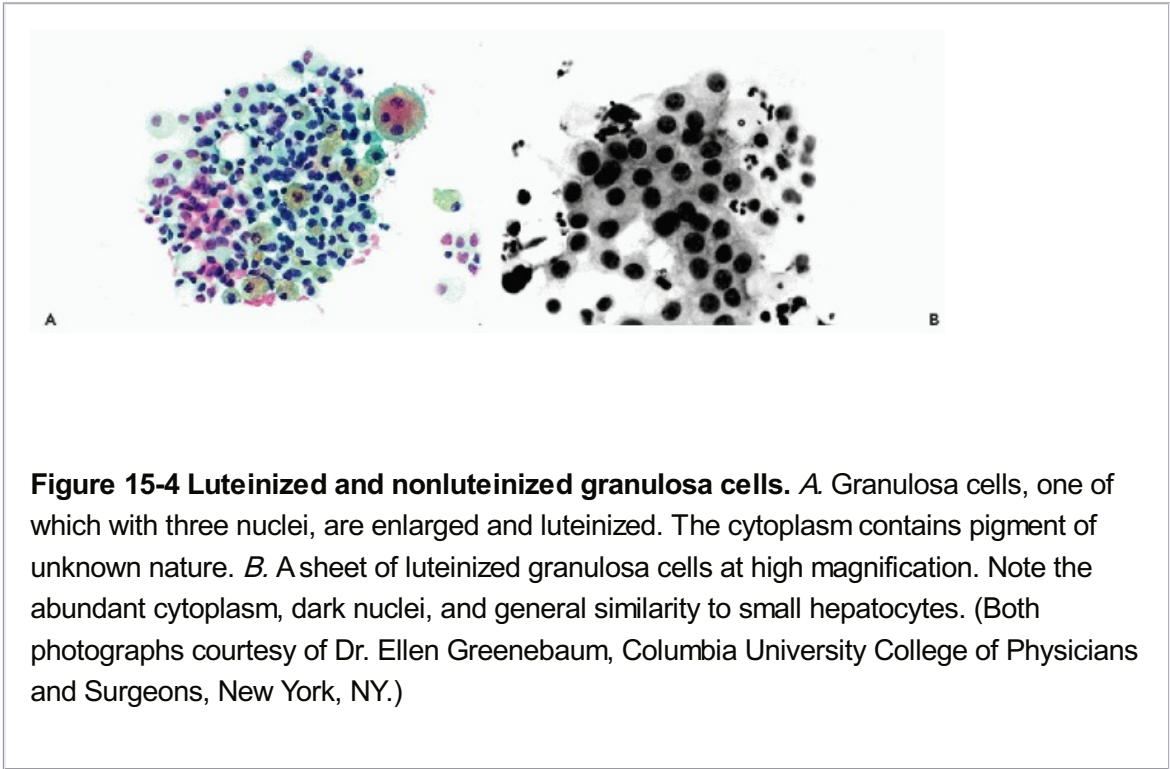 A B
Figure 15-4 Luteinized and nonluteinized granulosa cells. A. Granulosa cells, one of
which with three nuclei, are enlarged and luteinized. The cytoplasm contains pigment of
unknown nature. B. A sheet of luteinized granulosa cells at high magnification. Note the
abundant cytoplasm, dark nuclei, and general similarity to small hepatocytes. (Both
photographs courtesy of Dr. Ellen Greenebaum, Columbia University College of Physicians
and Surgeons, New York, NY.)